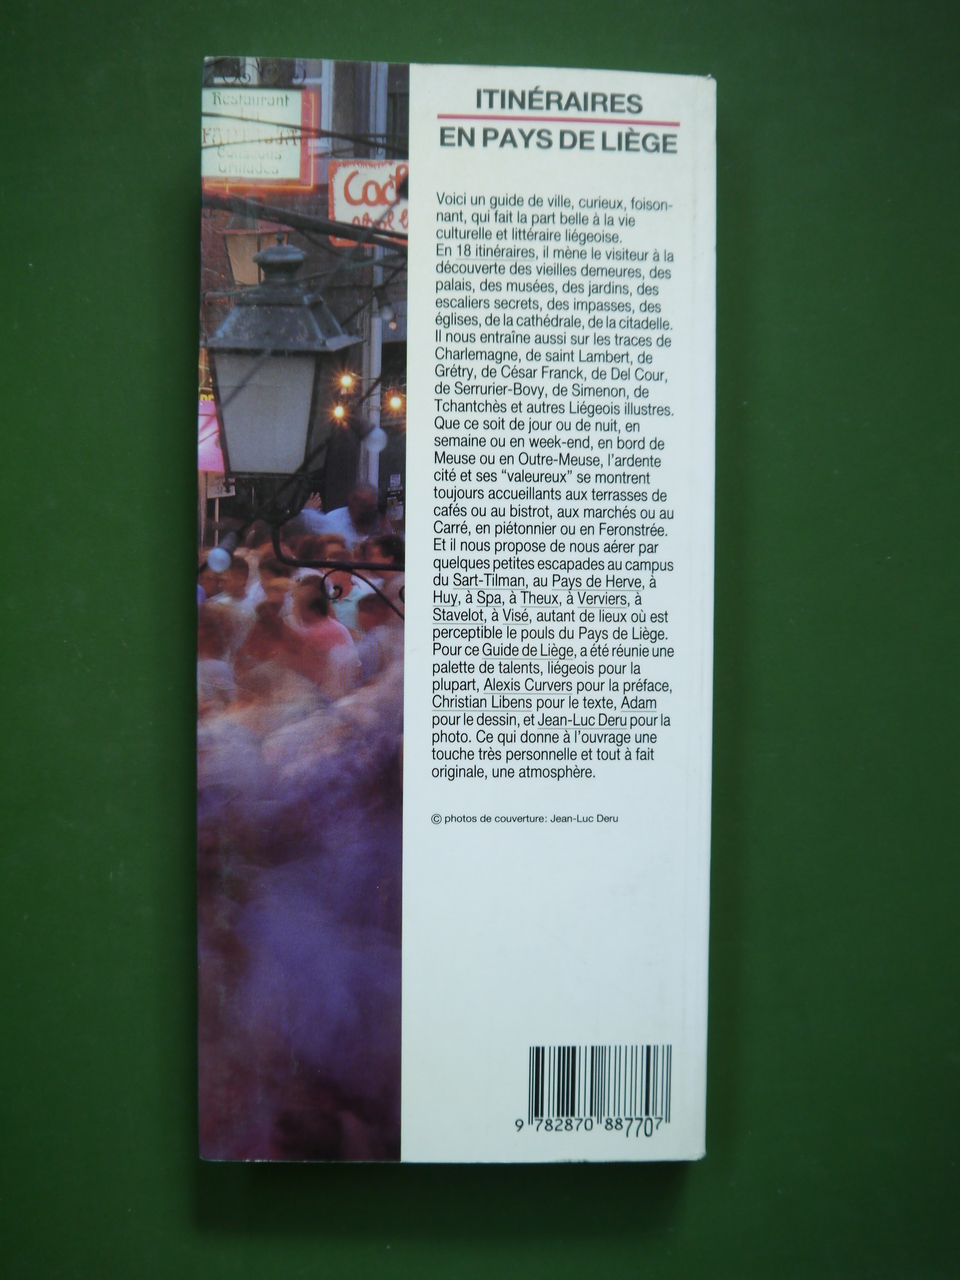 Restaurant
La
Couscous
Grillades
ITINÉRAIRES
EN PAYS DE LIÈGE
Voici un guide de ville, curieux, foison-
nant, qui fait la part belle à la vie
culturelle et littéraire liégeoise.
En 18 itinéraires, il mène le visiteur à la
découverte des vieilles demeures, des
palais, des musées, des jardins, des
escaliers secrets, des impasses, des
églises, de la cathédrale, de la citadelle.
Il nous entraîne aussi sur les traces de
Charlemagne, de saint Lambert, de
Grétry, de César Franck, de Del Cour,
de Serrurier-Bovy, de Simenon, de
Tchantchès et autres Liégeois illustres.
Que ce soit de jour ou de nuit, en
semaine ou en week-end, en bord de
Meuse ou en Outre-Meuse, l'ardente
cité et ses “valeureux” se montrent
toujours accueillants aux terrasses de
cafés ou au bistrot, aux marchés ou au
Carré, en piétonnier ou en Feronstrée.
Et il nous propose de nous aérer par
quelques petites escapades au campus
du Sart-Tilman, au Pays de Herve, à
Huy, à Spa, à Theux, à Verviers, à
Stavelot, à Visé, autant de lieux où est
perceptible le pouls du Pays de Liège.
Pour ce Guide de Liège, a été réunie une
palette de talents, liégeois pour la
plupart, Alexis Curvers pour la préface,
Christian Libens pour le texte, Adam
pour le dessin, et Jean-Luc Deru pour la
photo. Ce qui donne à l'ouvrage une
touche très personnelle et tout à fait
originale, une atmosphère.
© photos de couverture: Jean-Luc Deru
9 782870 887707